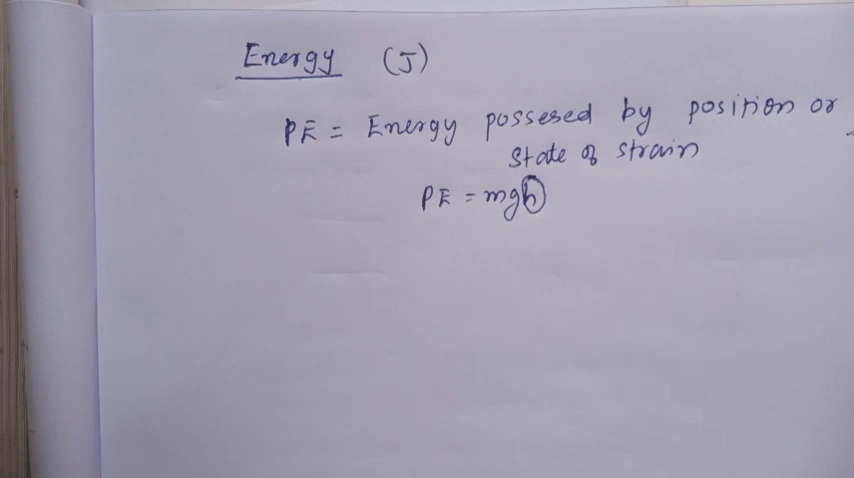 Energy (J)
PE = Energy possesed by position or
state of strain
PE = mgh